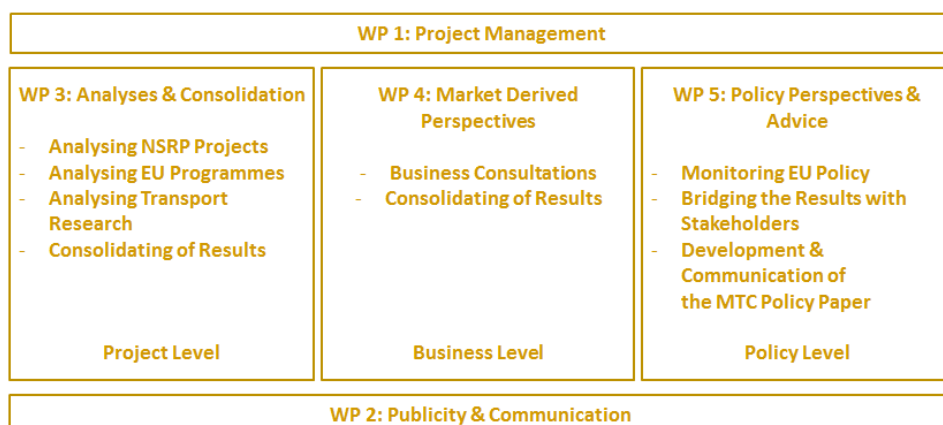 WP 1: Project Management
WP 3: Analyses & Consolidation
- Analysing NSRP Projects
- Analysing EU Programmes
- Analysing Transport
Research
- Consolidating of Results
Project Level
WP 4: Market Derived
Perspectives
- Business Consultations
- Consolidating of Results
Business Level
WP 5: Policy Perspectives &
Advice
- Monitoring EU Policy
- Bridging the Results with
Stakeholders
- Development &
Communication of
the MTC Policy Paper
Policy Level
WP 2: Publicity & Communication